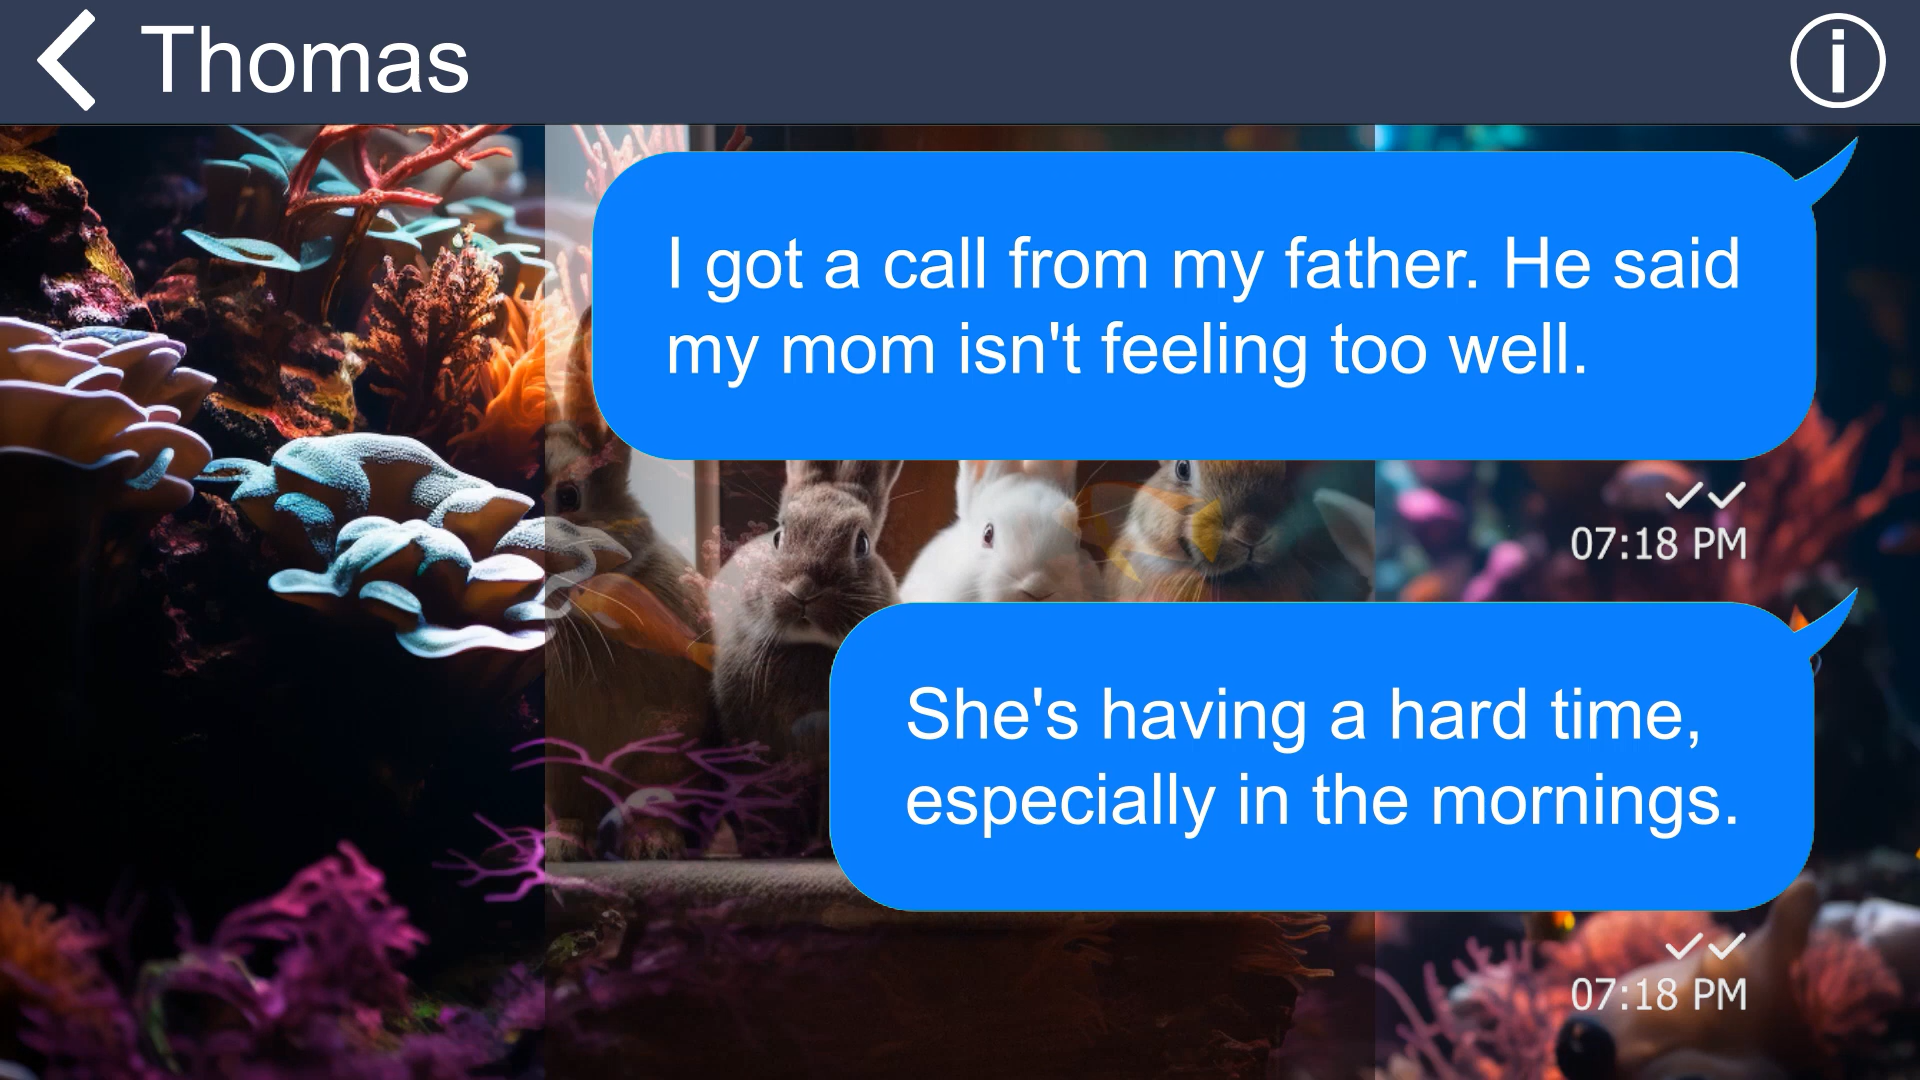 Thomas
I got a call from my father. He said
my mom isn't feeling too well.
07:18 PM
She's having a hard time,
especially in the mornings.
07:18 PM